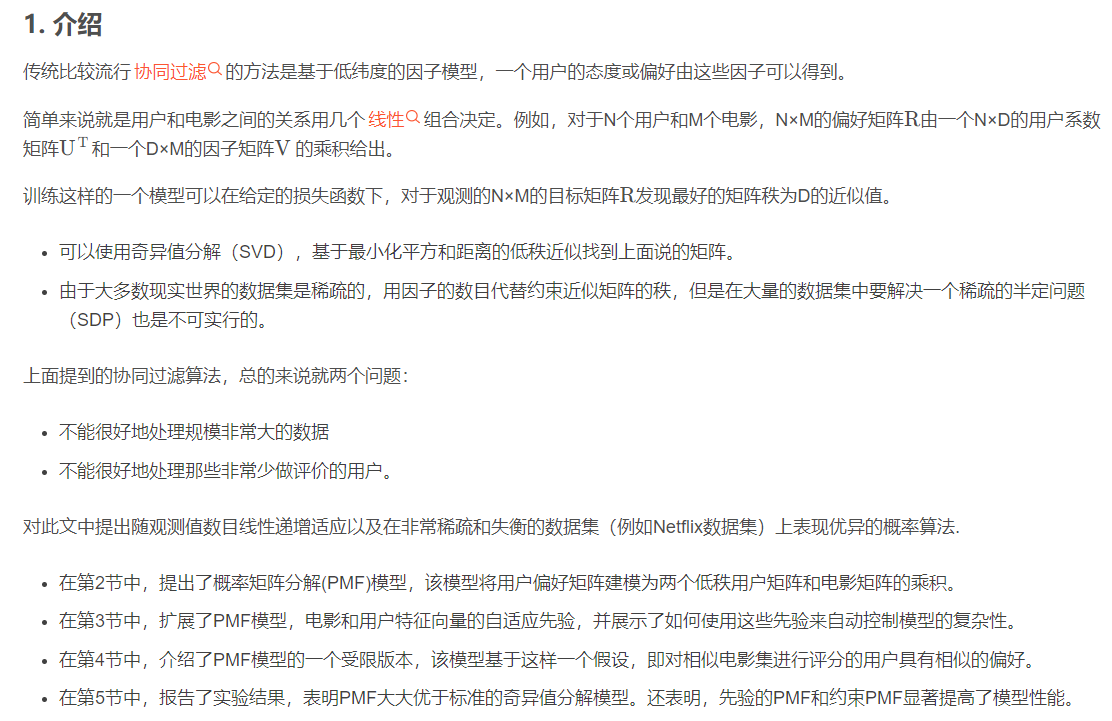 1. 介绍
传统比较流行协同过滤的方法是基于低纬度的因子模型，一个用户的态度或偏好由这些因子可以得到。
简单来说就是用户和电影之间的关系用几个线性组合决定。例如，对于N个用户和M个电影，N×M的偏好矩阵R由一个N×D的用户系数
矩阵Uᵀ和一个D×M的因子矩阵V 的乘积给出。
训练这样的一个模型可以在给定的损失函数下，对于观测的N×M的目标矩阵R发现最好的矩阵秩为D的近似值。
• 可以使用奇异值分解（SVD），基于最小化平方和距离的低秩近似找到上面说的矩阵。
• 由于大多数现实世界的数据集是稀疏的，用因子的数目代替约束近似矩阵的秩，但是在大量的数据集中要解决一个稀疏的半定问题
（SDP）也是不可实行的。
上面提到的协同过滤算法，总的来说就两个问题：
• 不能很好地处理规模非常大的数据
• 不能很好地处理那些非常少做评价的用户。
对此文中提出随观测值数目线性递增适应以及在非常稀疏和失衡的数据集（例如Netflix数据集）上表现优异的概率算法.
• 在第2节中，提出了概率矩阵分解(PMF)模型，该模型将用户偏好矩阵建模为两个低秩用户矩阵和电影矩阵的乘积。
• 在第3节中，扩展了PMF模型，电影和用户特征向量的自适应先验，并展示了如何使用这些先验来自动控制模型的复杂性。
• 在第4节中，介绍了PMF模型的一个受限版本，该模型基于这样一个假设，即对相似电影集进行评分的用户具有相似的偏好。
• 在第5节中，报告了实验结果，表明PMF大大优于标准的奇异值分解模型。还表明，先验的PMF和约束PMF显著提高了模型性能。